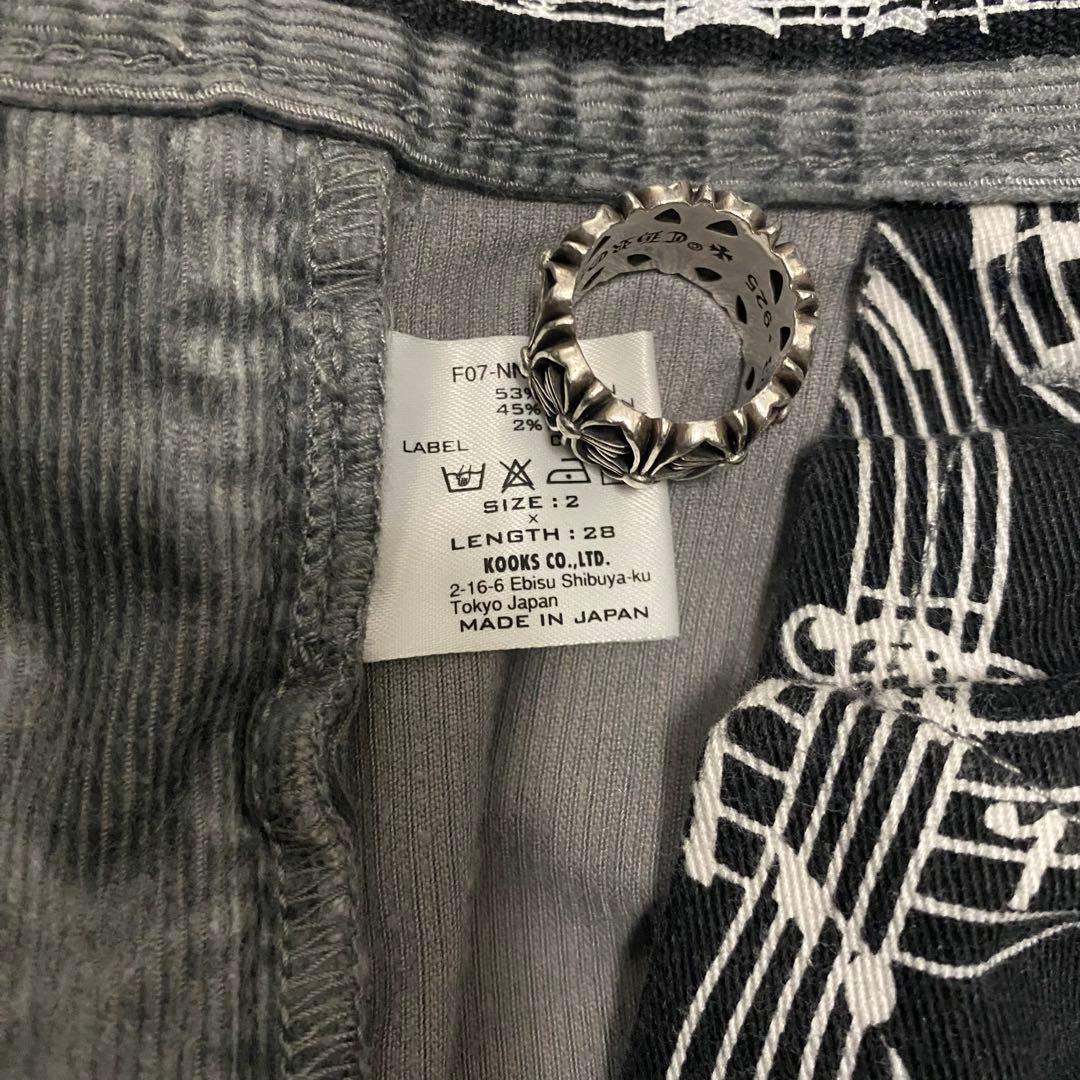 F07-NN
53%
45%
2%
LABEL
SIZE : 2
×
LENGTH : 28
KOOKS CO.,LTD.
2-16-6 Ebisu Shibuya-ku
Tokyo Japan
MADE IN JAPAN
925